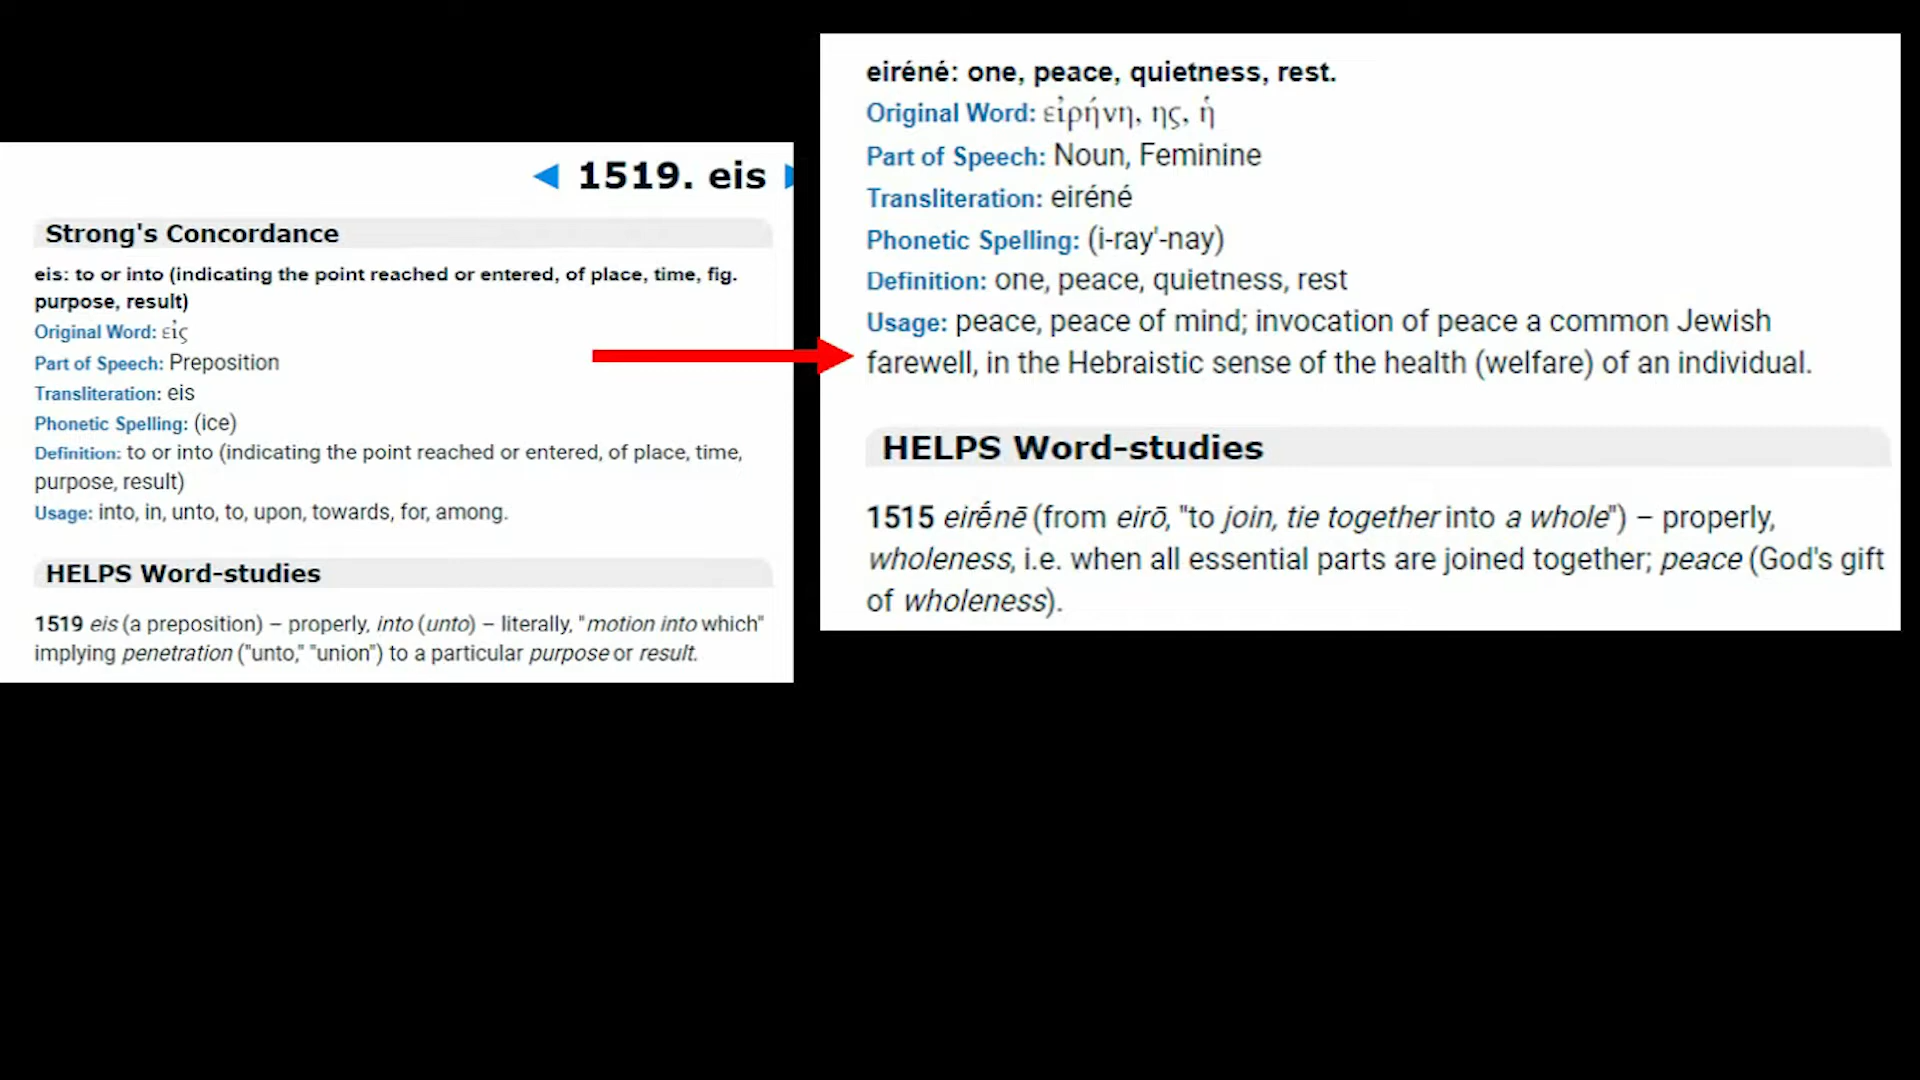 1519. eis
Strong's Concordance
eis: to or into (indicating the point reached or entered, of place, time, fig.
purpose, result)
Original Word: εἰς
Part of Speech: Preposition
Transliteration: eis
Phonetic Spelling: (ice)
Definition: to or into (indicating the point reached or entered, of place, time,
purpose, result)
Usage: into, in, unto, to, upon, towards, for, among.
HELPS Word-studies
1519 eis (a preposition) – properly, into (unto) – literally, "motion into which"
implying penetration ("unto," "union") to a particular purpose or result.
eiréné: one, peace, quietness, rest.
Original Word: εἰρήνη, ης, ἡ
Part of Speech: Noun, Feminine
Transliteration: eiréné
Phonetic Spelling: (i-ray'-nay)
Definition: one, peace, quietness, rest
Usage: peace, peace of mind; invocation of peace a common Jewish
farewell, in the Hebraistic sense of the health (welfare) of an individual.
HELPS Word-studies
1515 eirḗnē (from eirō, "to join, tie together into a whole") – properly,
wholeness, i.e. when all essential parts are joined together; peace (God's gift
of wholeness).